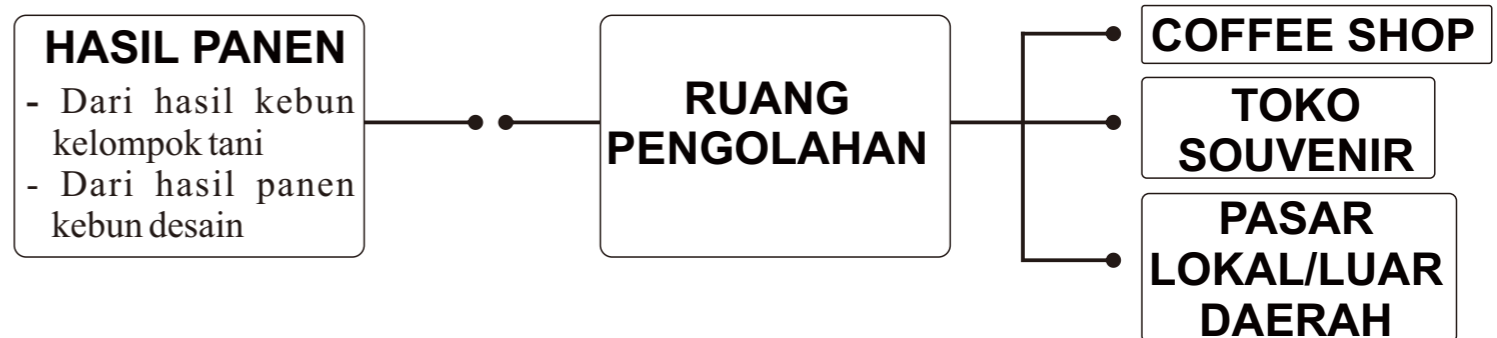 HASIL PANEN
- Dari hasil kebun
kelompok tani
- Dari hasil panen
kebun desain
RUANG
PENGOLAHAN
COFFEE SHOP
TOKO
SOUVENIR
PASAR
LOKAL/LUAR
DAERAH